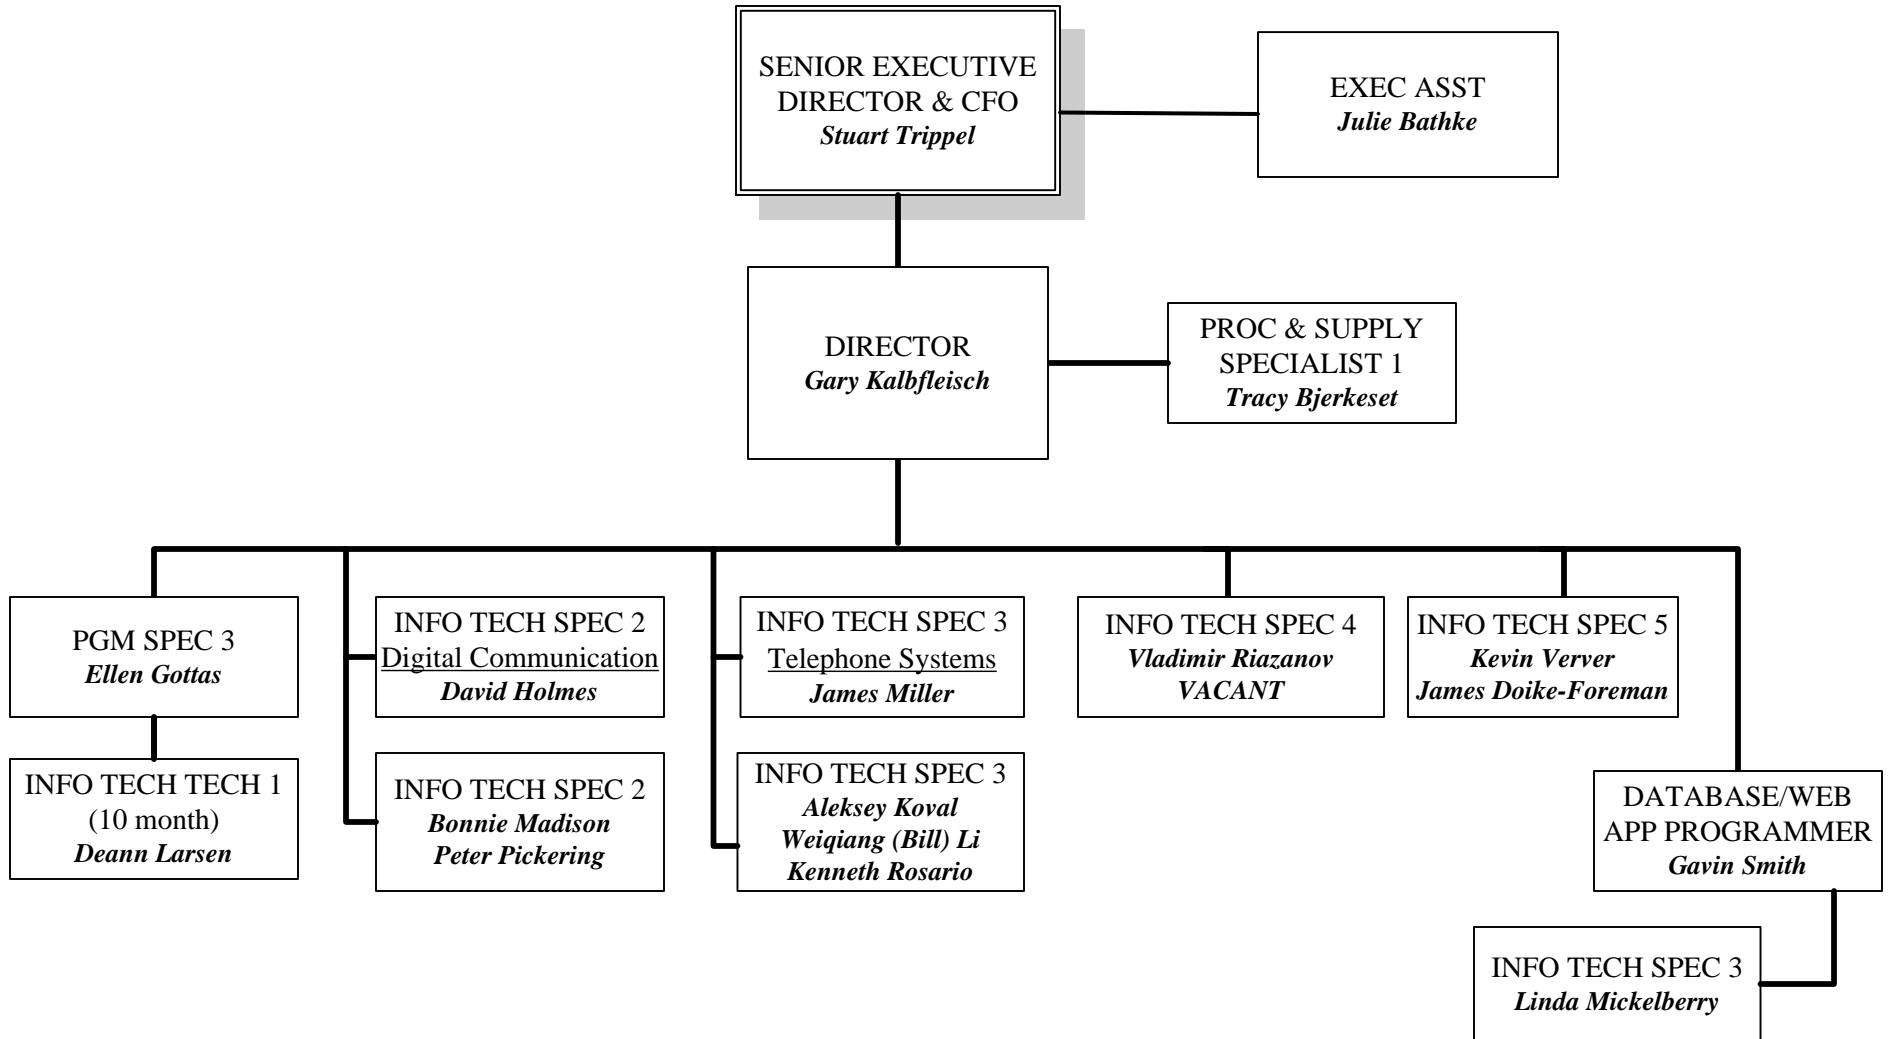 SENIOR EXECUTIVE
DIRECTOR & CFO
Stuart Trippel
EXEC ASST
Julie Bathke
DIRECTOR
Gary Kalbfleisch
PROC & SUPPLY
SPECIALIST 1
Tracy Bjerkeset
PGM SPEC 3
Ellen Gottas
INFO TECH SPEC 2
Digital Communication
David Holmes
INFO TECH SPEC 3
Telephone Systems
James Miller
INFO TECH SPEC 4
Vladimir Riazanov
VACANT
INFO TECH SPEC 5
Kevin Verver
James Doike-Foreman
INFO TECH TECH 1
(10 month)
Deann Larsen
INFO TECH SPEC 2
Bonnie Madison
Peter Pickering
INFO TECH SPEC 3
Aleksey Koval
Weiqiang (Bill) Li
Kenneth Rosario
DATABASE/WEB
APP PROGRAMMER
Gavin Smith
INFO TECH SPEC 3
Linda Mickelberry